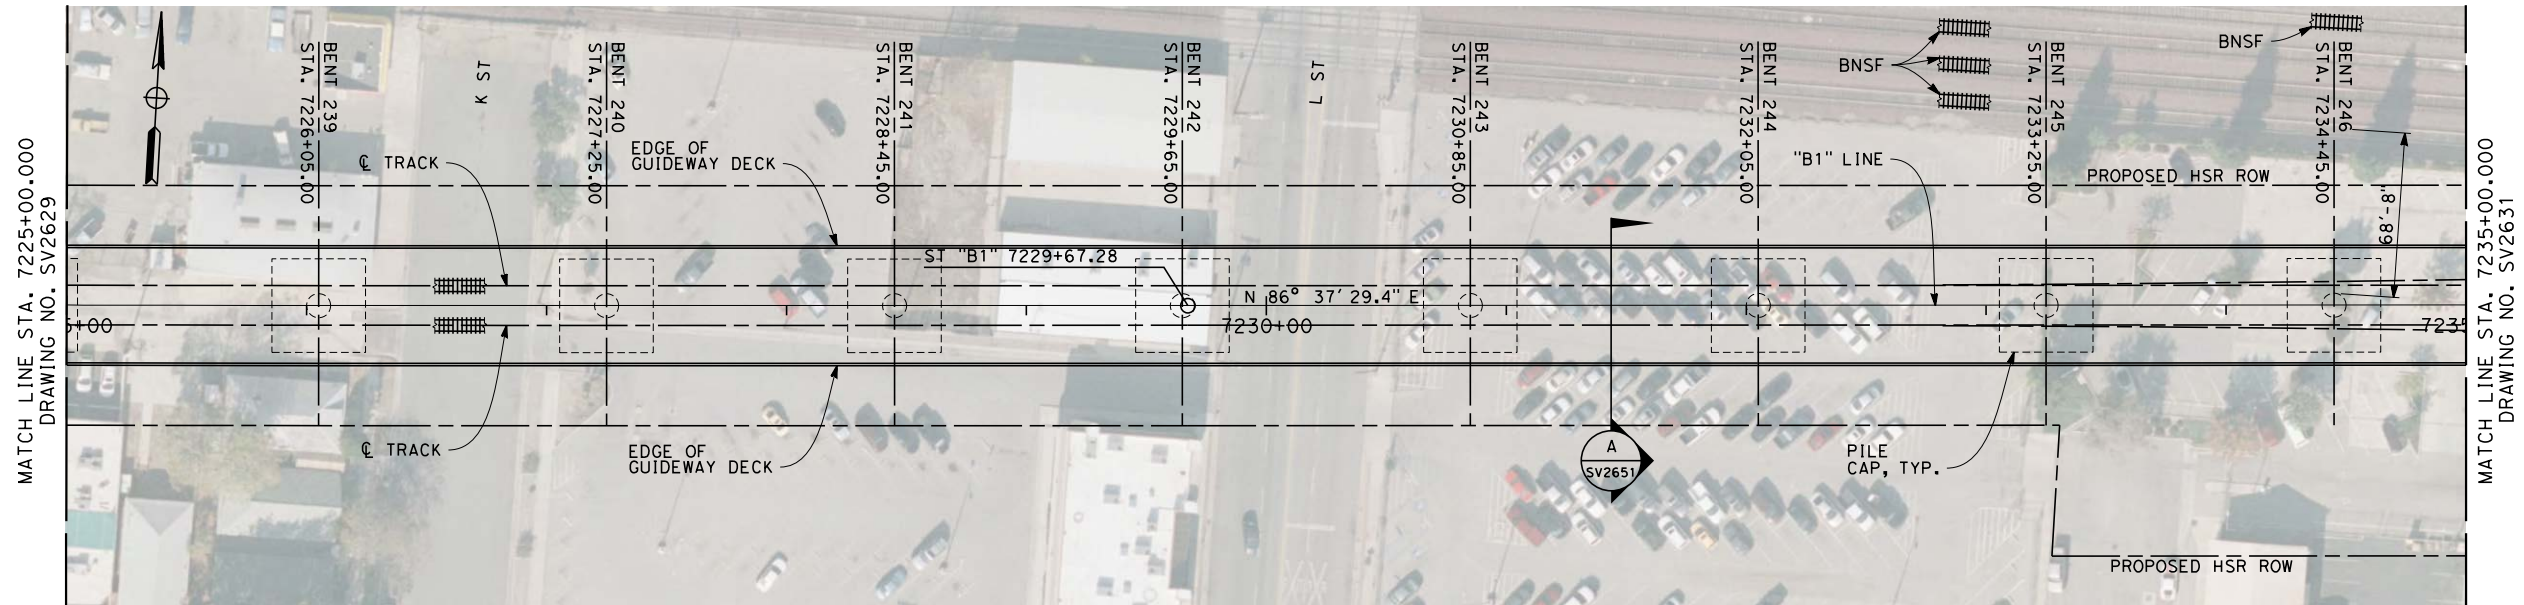 MATCH LINE STA. 7225+00.000
DRAWING NO. SV2629
BENT 239
STA. 7226+05.00
K ST
BENT 240
STA. 7227+25.00
BENT 241
STA. 7228+45.00
BENT 242
STA. 7229+65.00
L ST
BENT 243
STA. 7230+85.00
BENT 244
STA. 7232+05.00
BENT 245
STA. 7233+25.00
BENT 246
STA. 7234+45.00
BNSF
BNSF
℄ TRACK
EDGE OF
GUIDEWAY DECK
"B1" LINE
PROPOSED HSR ROW
68'-8"
ST "B1" 7229+67.28
N 86° 37' 29.4" E
5+00
7230+00
7235
℄ TRACK
EDGE OF
GUIDEWAY DECK
A
SV2651
PILE
CAP, TYP.
PROPOSED HSR ROW
MATCH LINE STA. 7235+00.000
DRAWING NO. SV2631